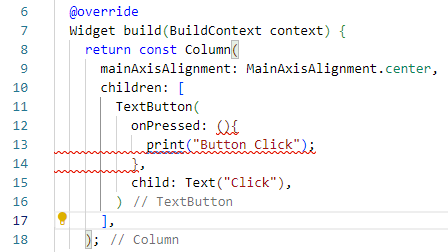 6 @override
7 Widget build(BuildContext context) {
8 return const Column(
9 mainAxisAlignment: MainAxisAlignment.center,
10 children: [
11 TextButton(
12 onPressed: (){
13 print("Button Click");
14 },
15 child: Text("Click"),
16 ) // TextButton
17 ],
18 ); // Column